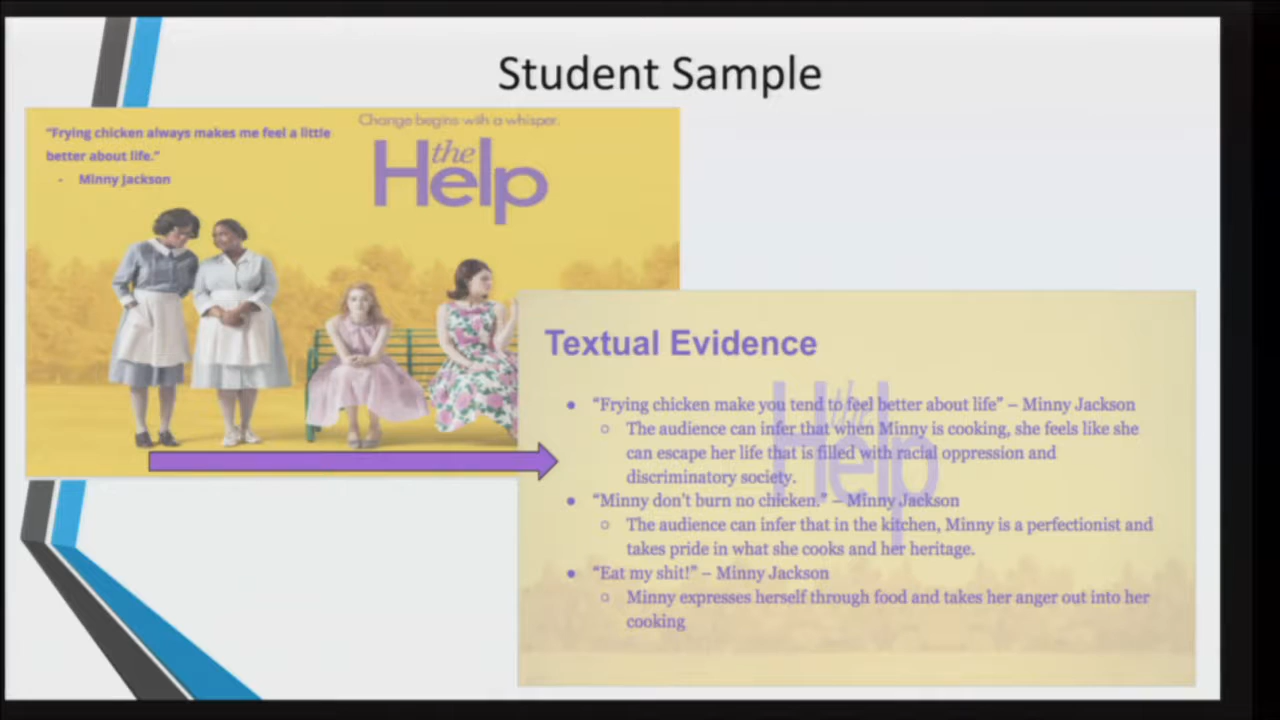 Student Sample
"Frying chicken always makes me feel a little
better about life."
- Minny Jackson
Change begins with a whisper.
the
Help
Textual Evidence
● "Frying chicken make you tend to feel better about life" – Minny Jackson
○ The audience can infer that when Minny is cooking, she feels like she
can escape her life that is filled with racial oppression and
discriminatory society.
● "Minny don't burn no chicken." – Minny Jackson
○ The audience can infer that in the kitchen, Minny is a perfectionist and
takes pride in what she cooks and her heritage.
● "Eat my shit!" – Minny Jackson
○ Minny expresses herself through food and takes her anger out into her
cooking
the
Help